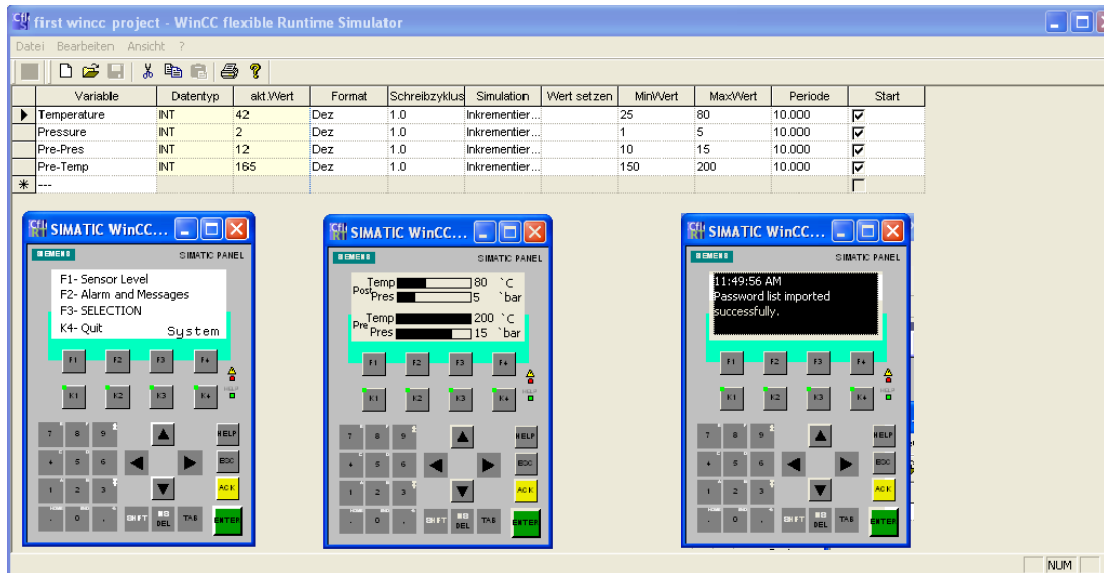 first wincc project - WinCC flexible Runtime Simulator
Datei Bearbeiten Ansicht ?
Variable Datentyp akt.Wert Format Schreibzyklus Simulation Wert setzen MinWert MaxWert Periode Start
Temperature INT 42 Dez 1.0 Inkrementier... 25 80 10.000
Pressure INT 2 Dez 1.0 Inkrementier... 1 5 10.000
Pre-Pres INT 12 Dez 1.0 Inkrementier... 10 15 10.000
Pre-Temp INT 165 Dez 1.0 Inkrementier... 150 200 10.000
---
SIMATIC WinCC...
SIEMENS SIMATIC PANEL
F1- Sensor Level
F2- Alarm and Messages
F3- SELECTION
K4- Quit System
F1 F2 F3 F4
HELP
K1 K2 K3 K4
7 8 9 HELP
4 5 6 ESC
1 2 3 ACK
. 0 . SHIFT INS DEL TAB ENTER
SIMATIC WinCC...
SIEMENS SIMATIC PANEL
Temp 80 `C
Post
Pres 5 `bar
Temp 200 `C
Pre
Pres 15 `bar
F1 F2 F3 F4
HELP
K1 K2 K3 K4
7 8 9 HELP
4 5 6 ESC
1 2 3 ACK
. 0 . SHIFT INS DEL TAB ENTER
SIMATIC WinCC...
SIEMENS SIMATIC PANEL
11:49:56 AM
Password list imported
successfully.
F1 F2 F3 F4
HELP
K1 K2 K3 K4
7 8 9 HELP
4 5 6 ESC
1 2 3 ACK
. 0 . SHIFT INS DEL TAB ENTER
NUM